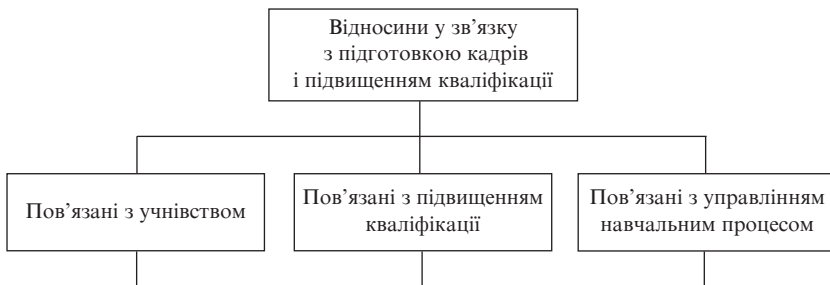 Відносини у зв’язку
з підготовкою кадрів
і підвищенням кваліфікації
Пов’язані з учнівством
Пов’язані з підвищенням
кваліфікації
Пов’язані з управлінням
навчальним процесом